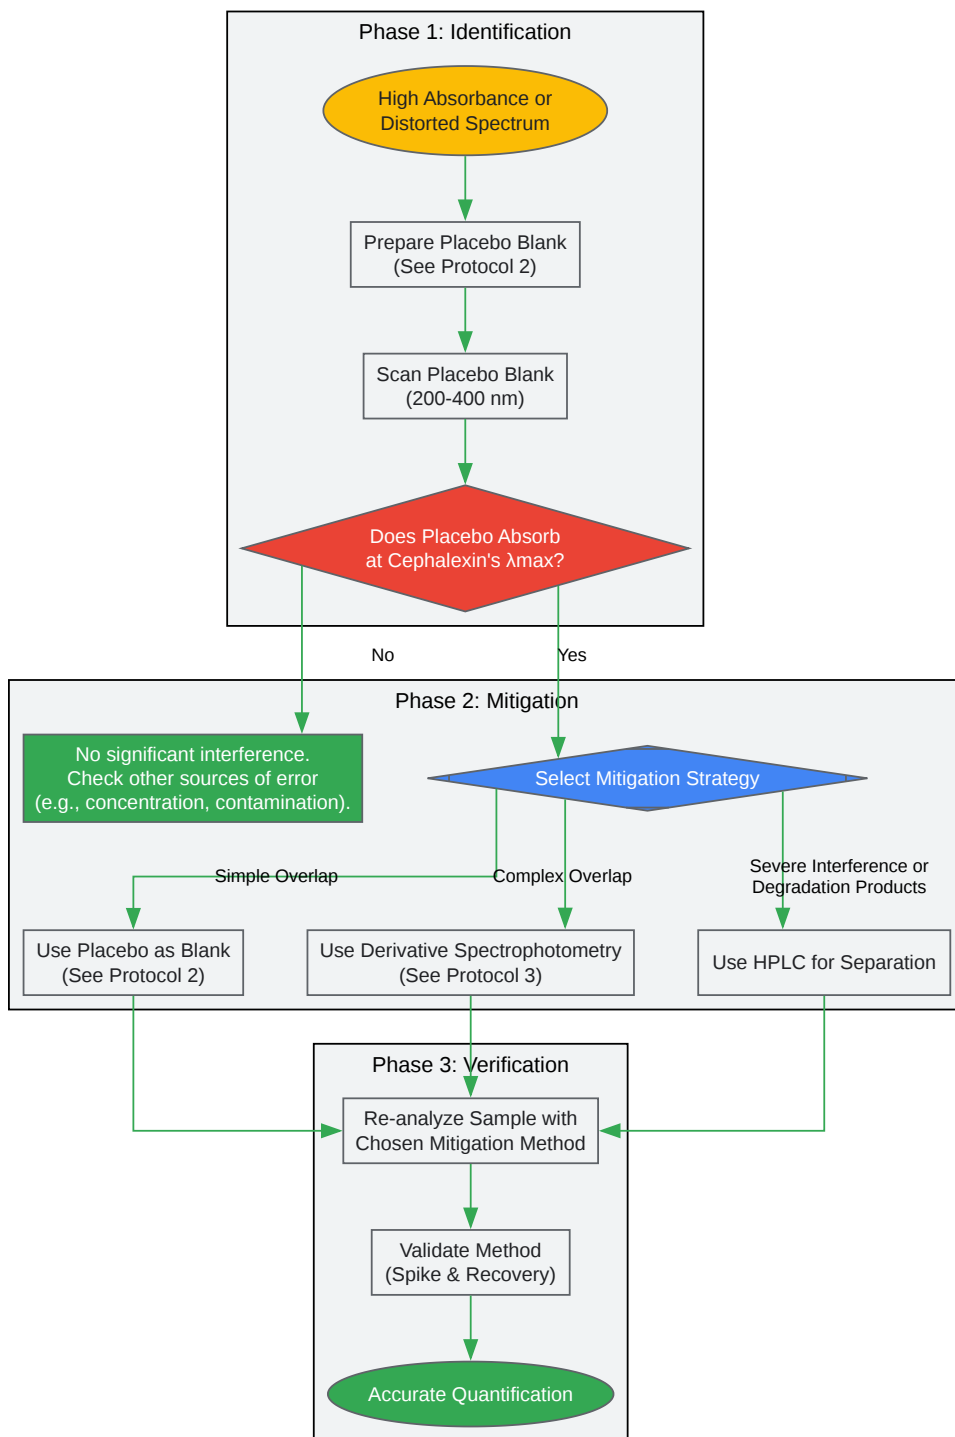 Phase 1: Identification
High Absorbance or
Distorted Spectrum
Prepare Placebo Blank
(See Protocol 2)
Scan Placebo Blank
(200-400 nm)
Does Placebo Absorb
at Cephalexin's λmax?
No
Yes
Phase 2: Mitigation
No significant interference.
Check other sources of error
(e.g., concentration, contamination).
Select Mitigation Strategy
Simple Overlap
Complex Overlap
Severe Interference or
Degradation Products
Use Placebo as Blank
(See Protocol 2)
Use Derivative Spectrophotometry
(See Protocol 3)
Use HPLC for Separation
Phase 3: Verification
Re-analyze Sample with
Chosen Mitigation Method
Validate Method
(Spike & Recovery)
Accurate Quantification